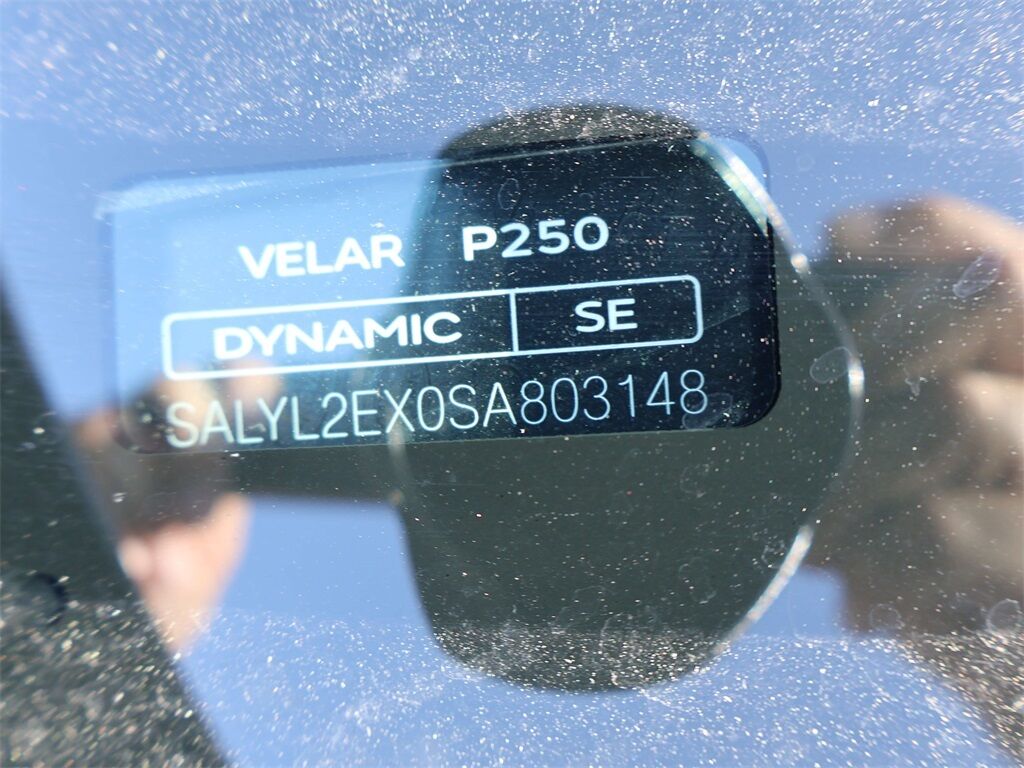 VELAR P250
DYNAMIC SE
SALYL2EX0SA803148